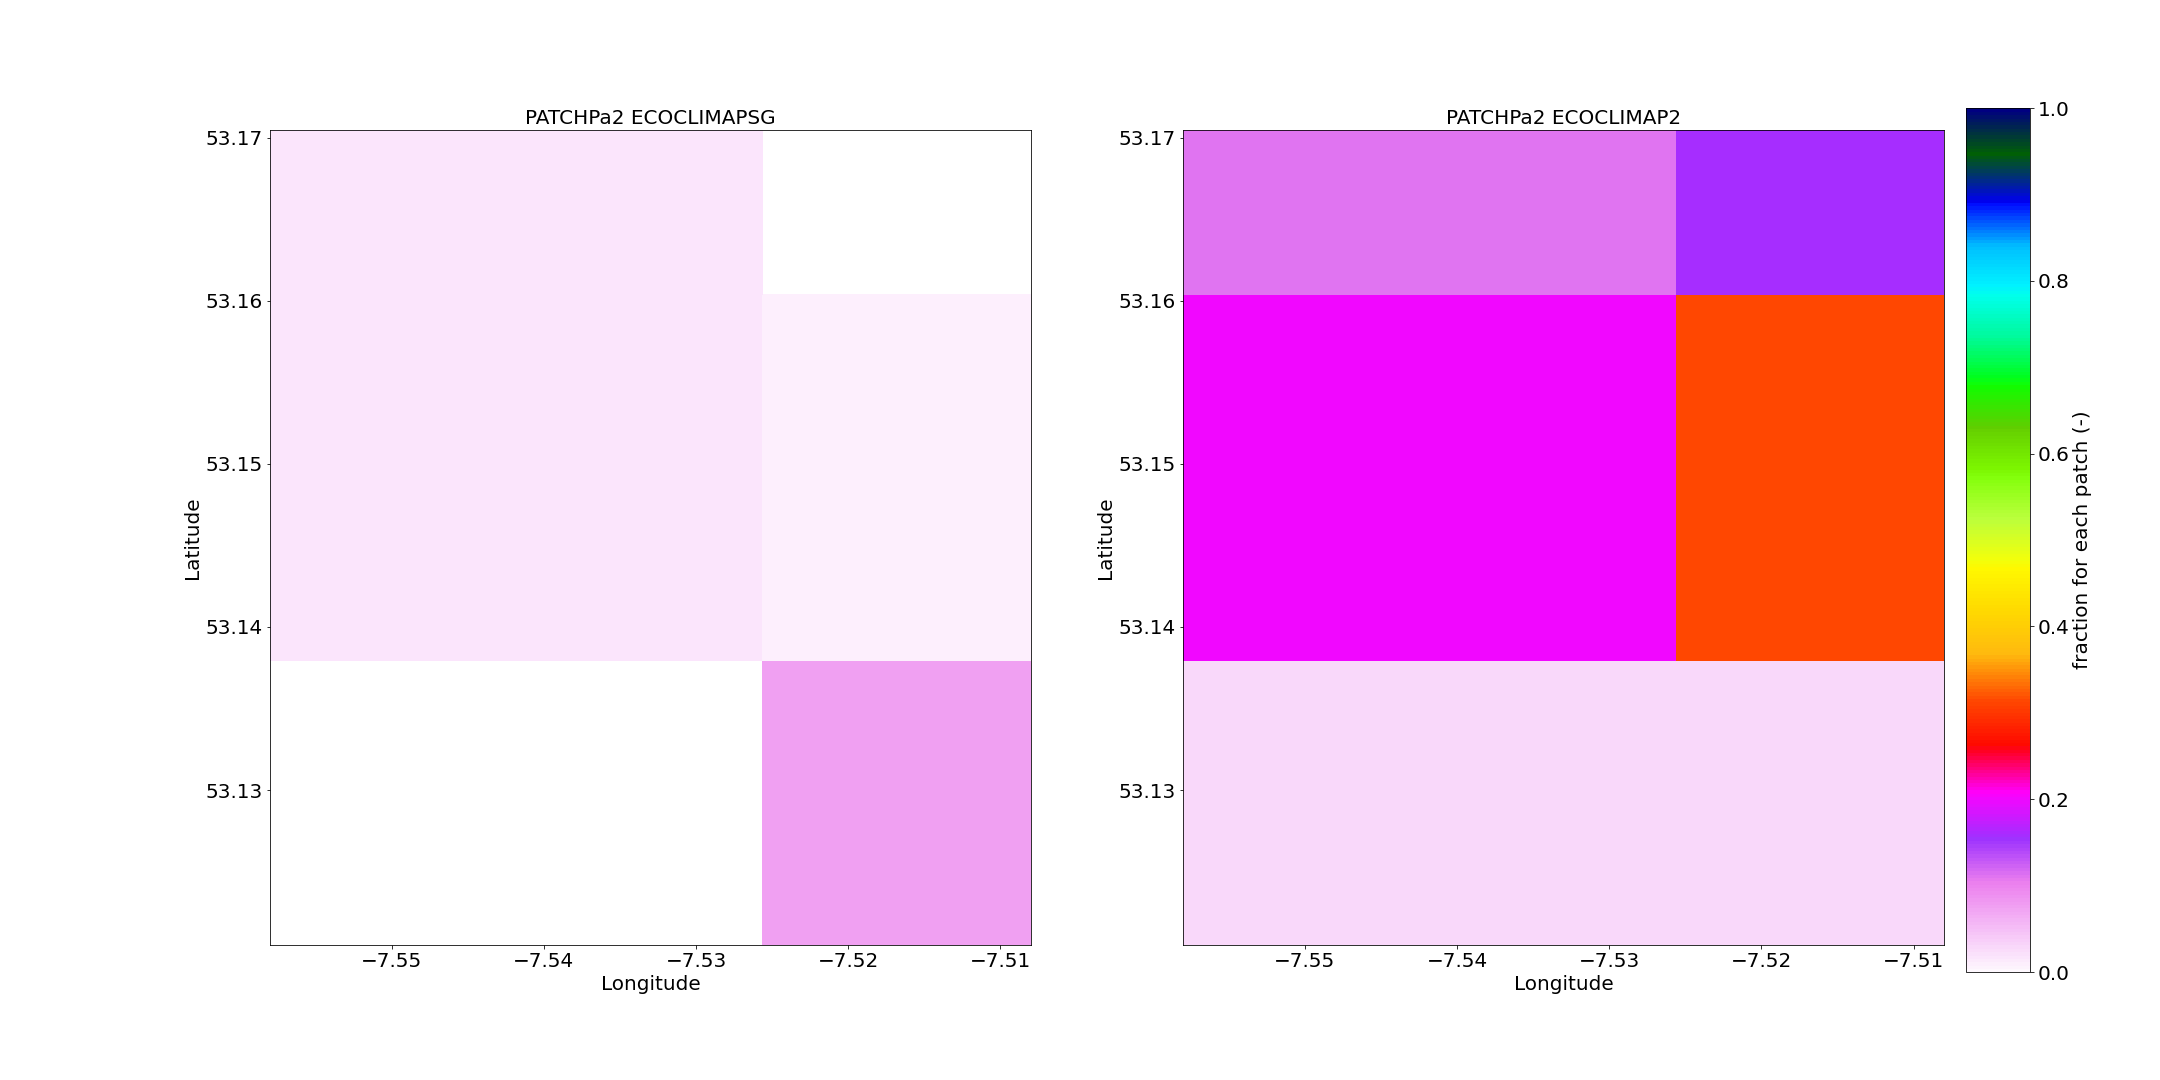 PATCHPa2 ECOCLIMAPSG
53.17
53.16
53.15
53.14
53.13
Latitude
−7.55 −7.54 −7.53 −7.52 −7.51
Longitude
PATCHPa2 ECOCLIMAP2
53.17
53.16
53.15
53.14
53.13
Latitude
−7.55 −7.54 −7.53 −7.52 −7.51
Longitude
1.0
0.8
0.6
0.4
0.2
0.0
fraction for each patch (-)